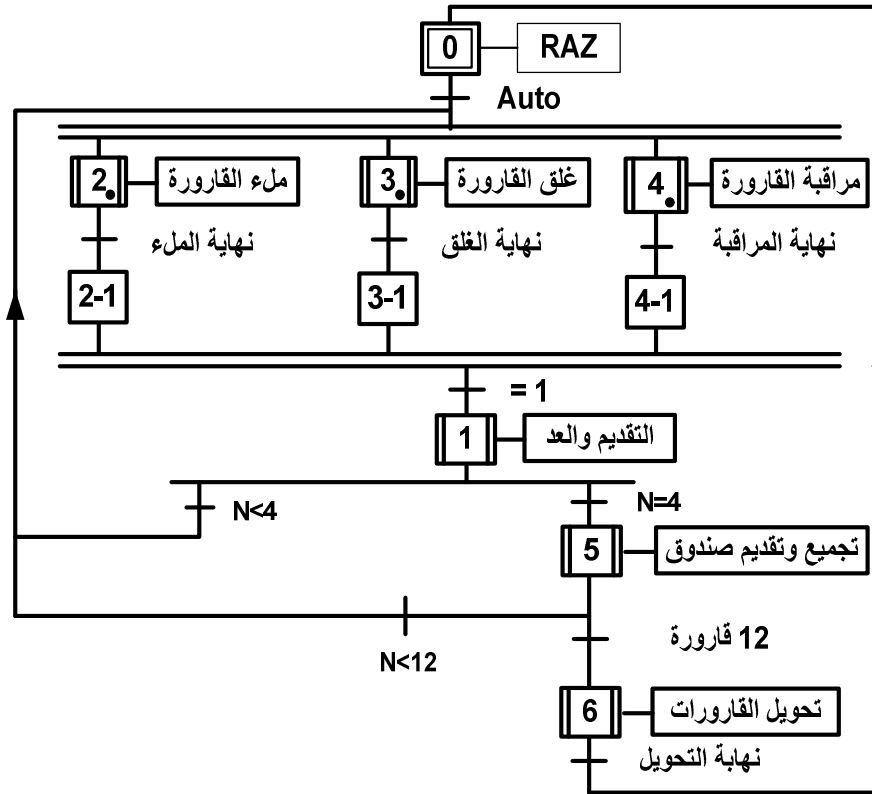 0
RAZ
Auto
2
ملء القارورة
3
غلق القارورة
4
مراقبة القارورة
نهاية الملء
نهاية الغلق
نهاية المراقبة
2-1
3-1
4-1
= 1
1
التقديم والعد
N<4
N=4
5
تجميع وتقديم صندوق
N<12
12 قارورة
6
تحويل القارورات
نهابة التحويل